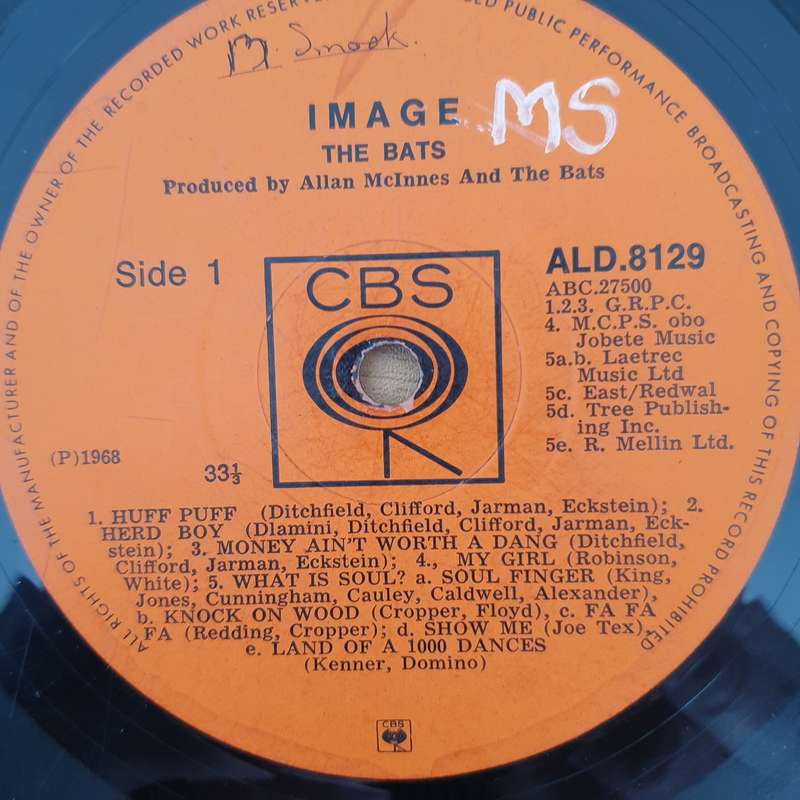 ALL RIGHTS OF THE MANUFACTURER AND OF THE OWNER OF THE RECORDED WORK RESER
PUBLIC PERFORMANCE BROADCASTING AND COPYING OF THIS RECORD PROHIBITED
M. Smook.
IMAGE
MS
THE BATS
Produced by Allan McInnes And The Bats
Side 1
CBS
ALD.8129
ABC.27500
1.2.3. G.R.P.C.
4. M.C.P.S. obo
Jobete Music
5a.b. Laetrec
Music Ltd
5c. East/Redwal
5d. Tree Publish-
ing Inc.
5e. R. Mellin Ltd.
(P)1968
33⅓
1. HUFF PUFF (Ditchfield, Clifford, Jarman, Eckstein); 2.
HERD BOY (Dlamini, Ditchfield, Clifford, Jarman, Eck-
stein); 3. MONEY AIN'T WORTH A DANG (Ditchfield,
Clifford, Jarman, Eckstein); 4., MY GIRL (Robinson,
White); 5. WHAT IS SOUL? a. SOUL FINGER (King,
Jones, Cunningham, Cauley, Caldwell, Alexander),
b. KNOCK ON WOOD (Cropper, Floyd), c. FA FA
FA (Redding, Cropper); d. SHOW ME (Joe Tex),
e. LAND OF A 1000 DANCES
(Kenner, Domino)
CBS